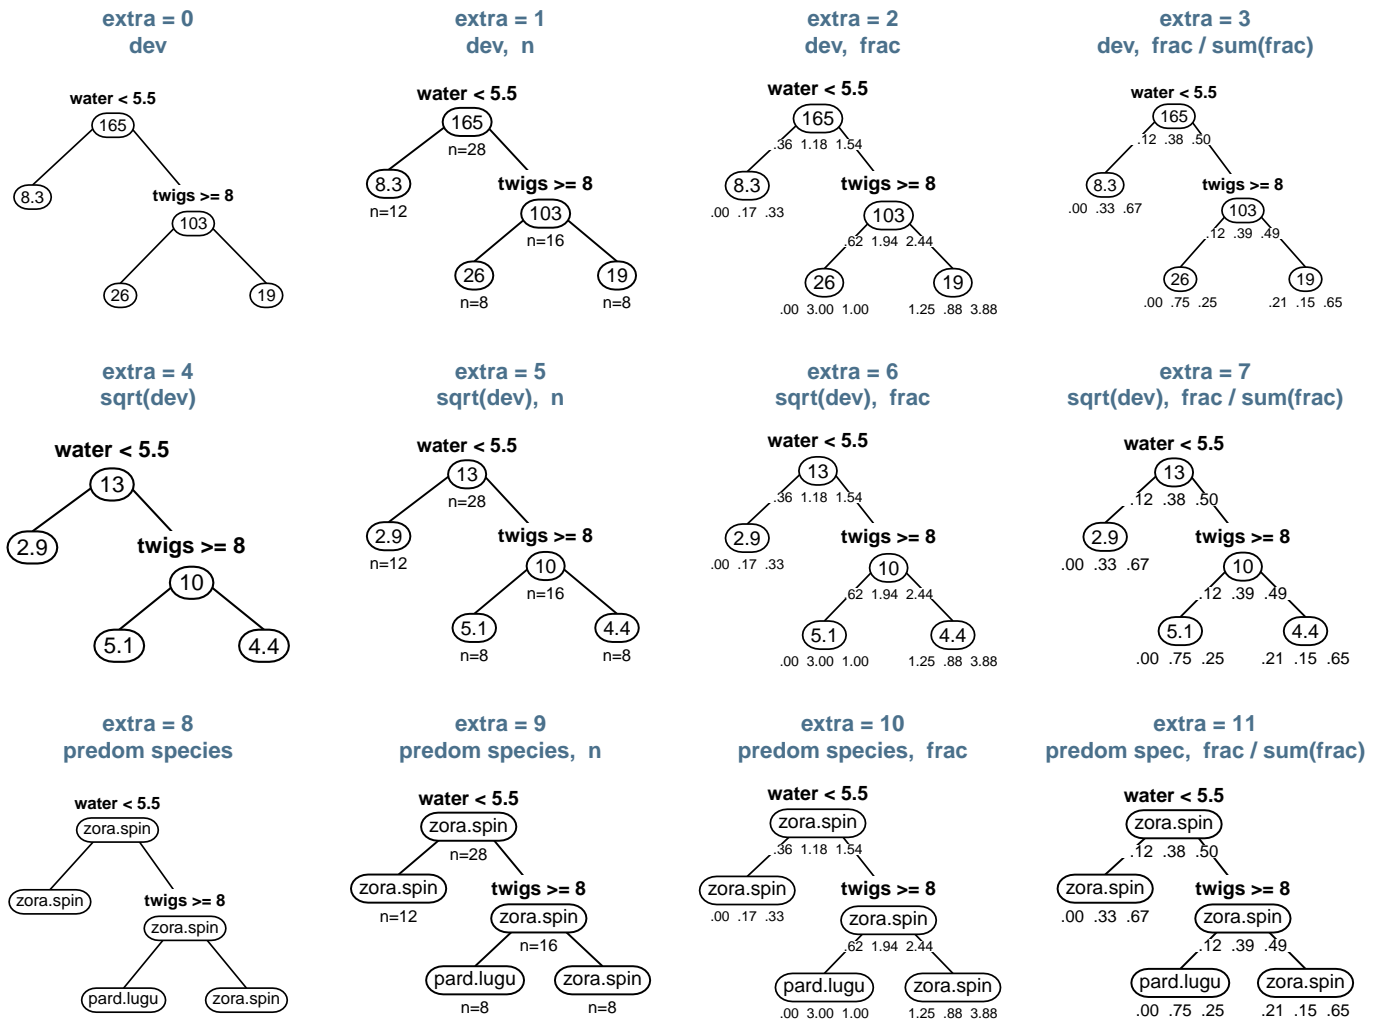 extra = 0
dev
water < 5.5
165
8.3
twigs >= 8
103
26 19
extra = 1
dev, n
water < 5.5
165
n=28
8.3
n=12
twigs >= 8
103
n=16
26 19
n=8 n=8
extra = 2
dev, frac
water < 5.5
165
.36 1.18 1.54
8.3
.00 .17 .33
twigs >= 8
103
.62 1.94 2.44
26 19
.00 3.00 1.00 1.25 .88 3.88
extra = 3
dev, frac / sum(frac)
water < 5.5
165
.12 .38 .50
8.3
.00 .33 .67
twigs >= 8
103
.12 .39 .49
26 19
.00 .75 .25 .21 .15 .65
extra = 4
sqrt(dev)
water < 5.5
13
2.9
twigs >= 8
10
5.1 4.4
extra = 5
sqrt(dev), n
water < 5.5
13
n=28
2.9
n=12
twigs >= 8
10
n=16
5.1 4.4
n=8 n=8
extra = 6
sqrt(dev), frac
water < 5.5
13
.36 1.18 1.54
2.9
.00 .17 .33
twigs >= 8
10
.62 1.94 2.44
5.1 4.4
.00 3.00 1.00 1.25 .88 3.88
extra = 7
sqrt(dev), frac / sum(frac)
water < 5.5
13
.12 .38 .50
2.9
.00 .33 .67
twigs >= 8
10
.12 .39 .49
5.1 4.4
.00 .75 .25 .21 .15 .65
extra = 8
predom species
water < 5.5
zora.spin
zora.spin
twigs >= 8
zora.spin
pard.lugu zora.spin
extra = 9
predom species, n
water < 5.5
zora.spin
n=28
zora.spin
n=12
twigs >= 8
zora.spin
n=16
pard.lugu zora.spin
n=8 n=8
extra = 10
predom species, frac
water < 5.5
zora.spin
.36 1.18 1.54
zora.spin
.00 .17 .33
twigs >= 8
zora.spin
.62 1.94 2.44
pard.lugu zora.spin
.00 3.00 1.00 1.25 .88 3.88
extra = 11
predom spec, frac / sum(frac)
water < 5.5
zora.spin
.12 .38 .50
zora.spin
.00 .33 .67
twigs >= 8
zora.spin
.12 .39 .49
pard.lugu zora.spin
.00 .75 .25 .21 .15 .65